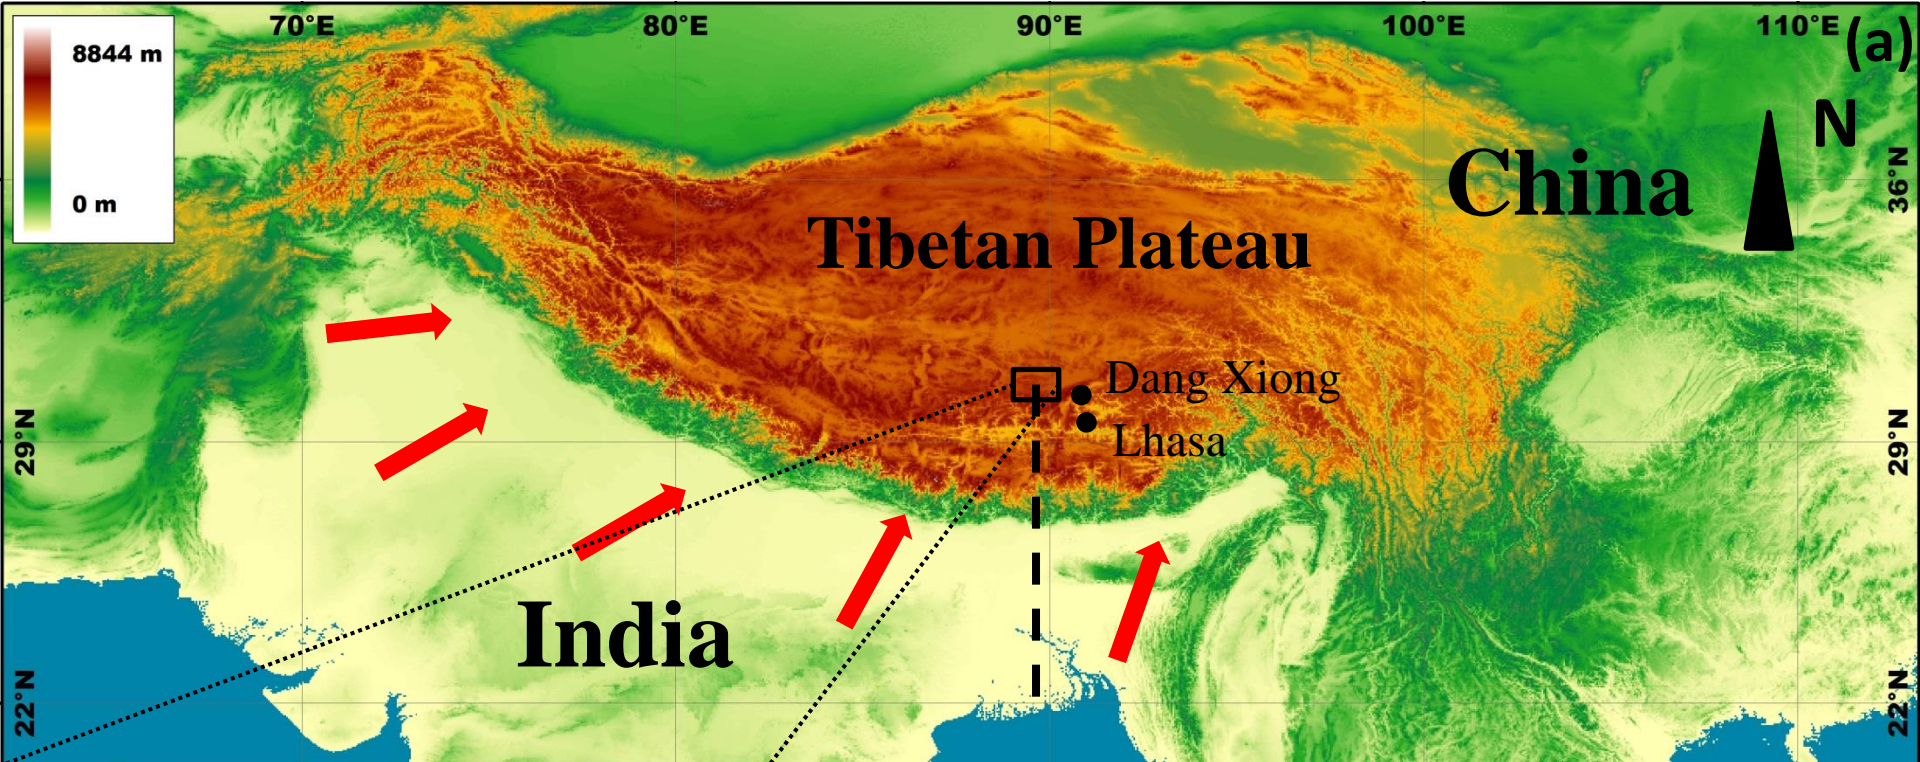 70°E 80°E 90°E 100°E 110°E (a)
8844 m
0 m
N
China
36°N
Tibetan Plateau
Dang Xiong
Lhasa
29°N 29°N
India
22°N 22°N